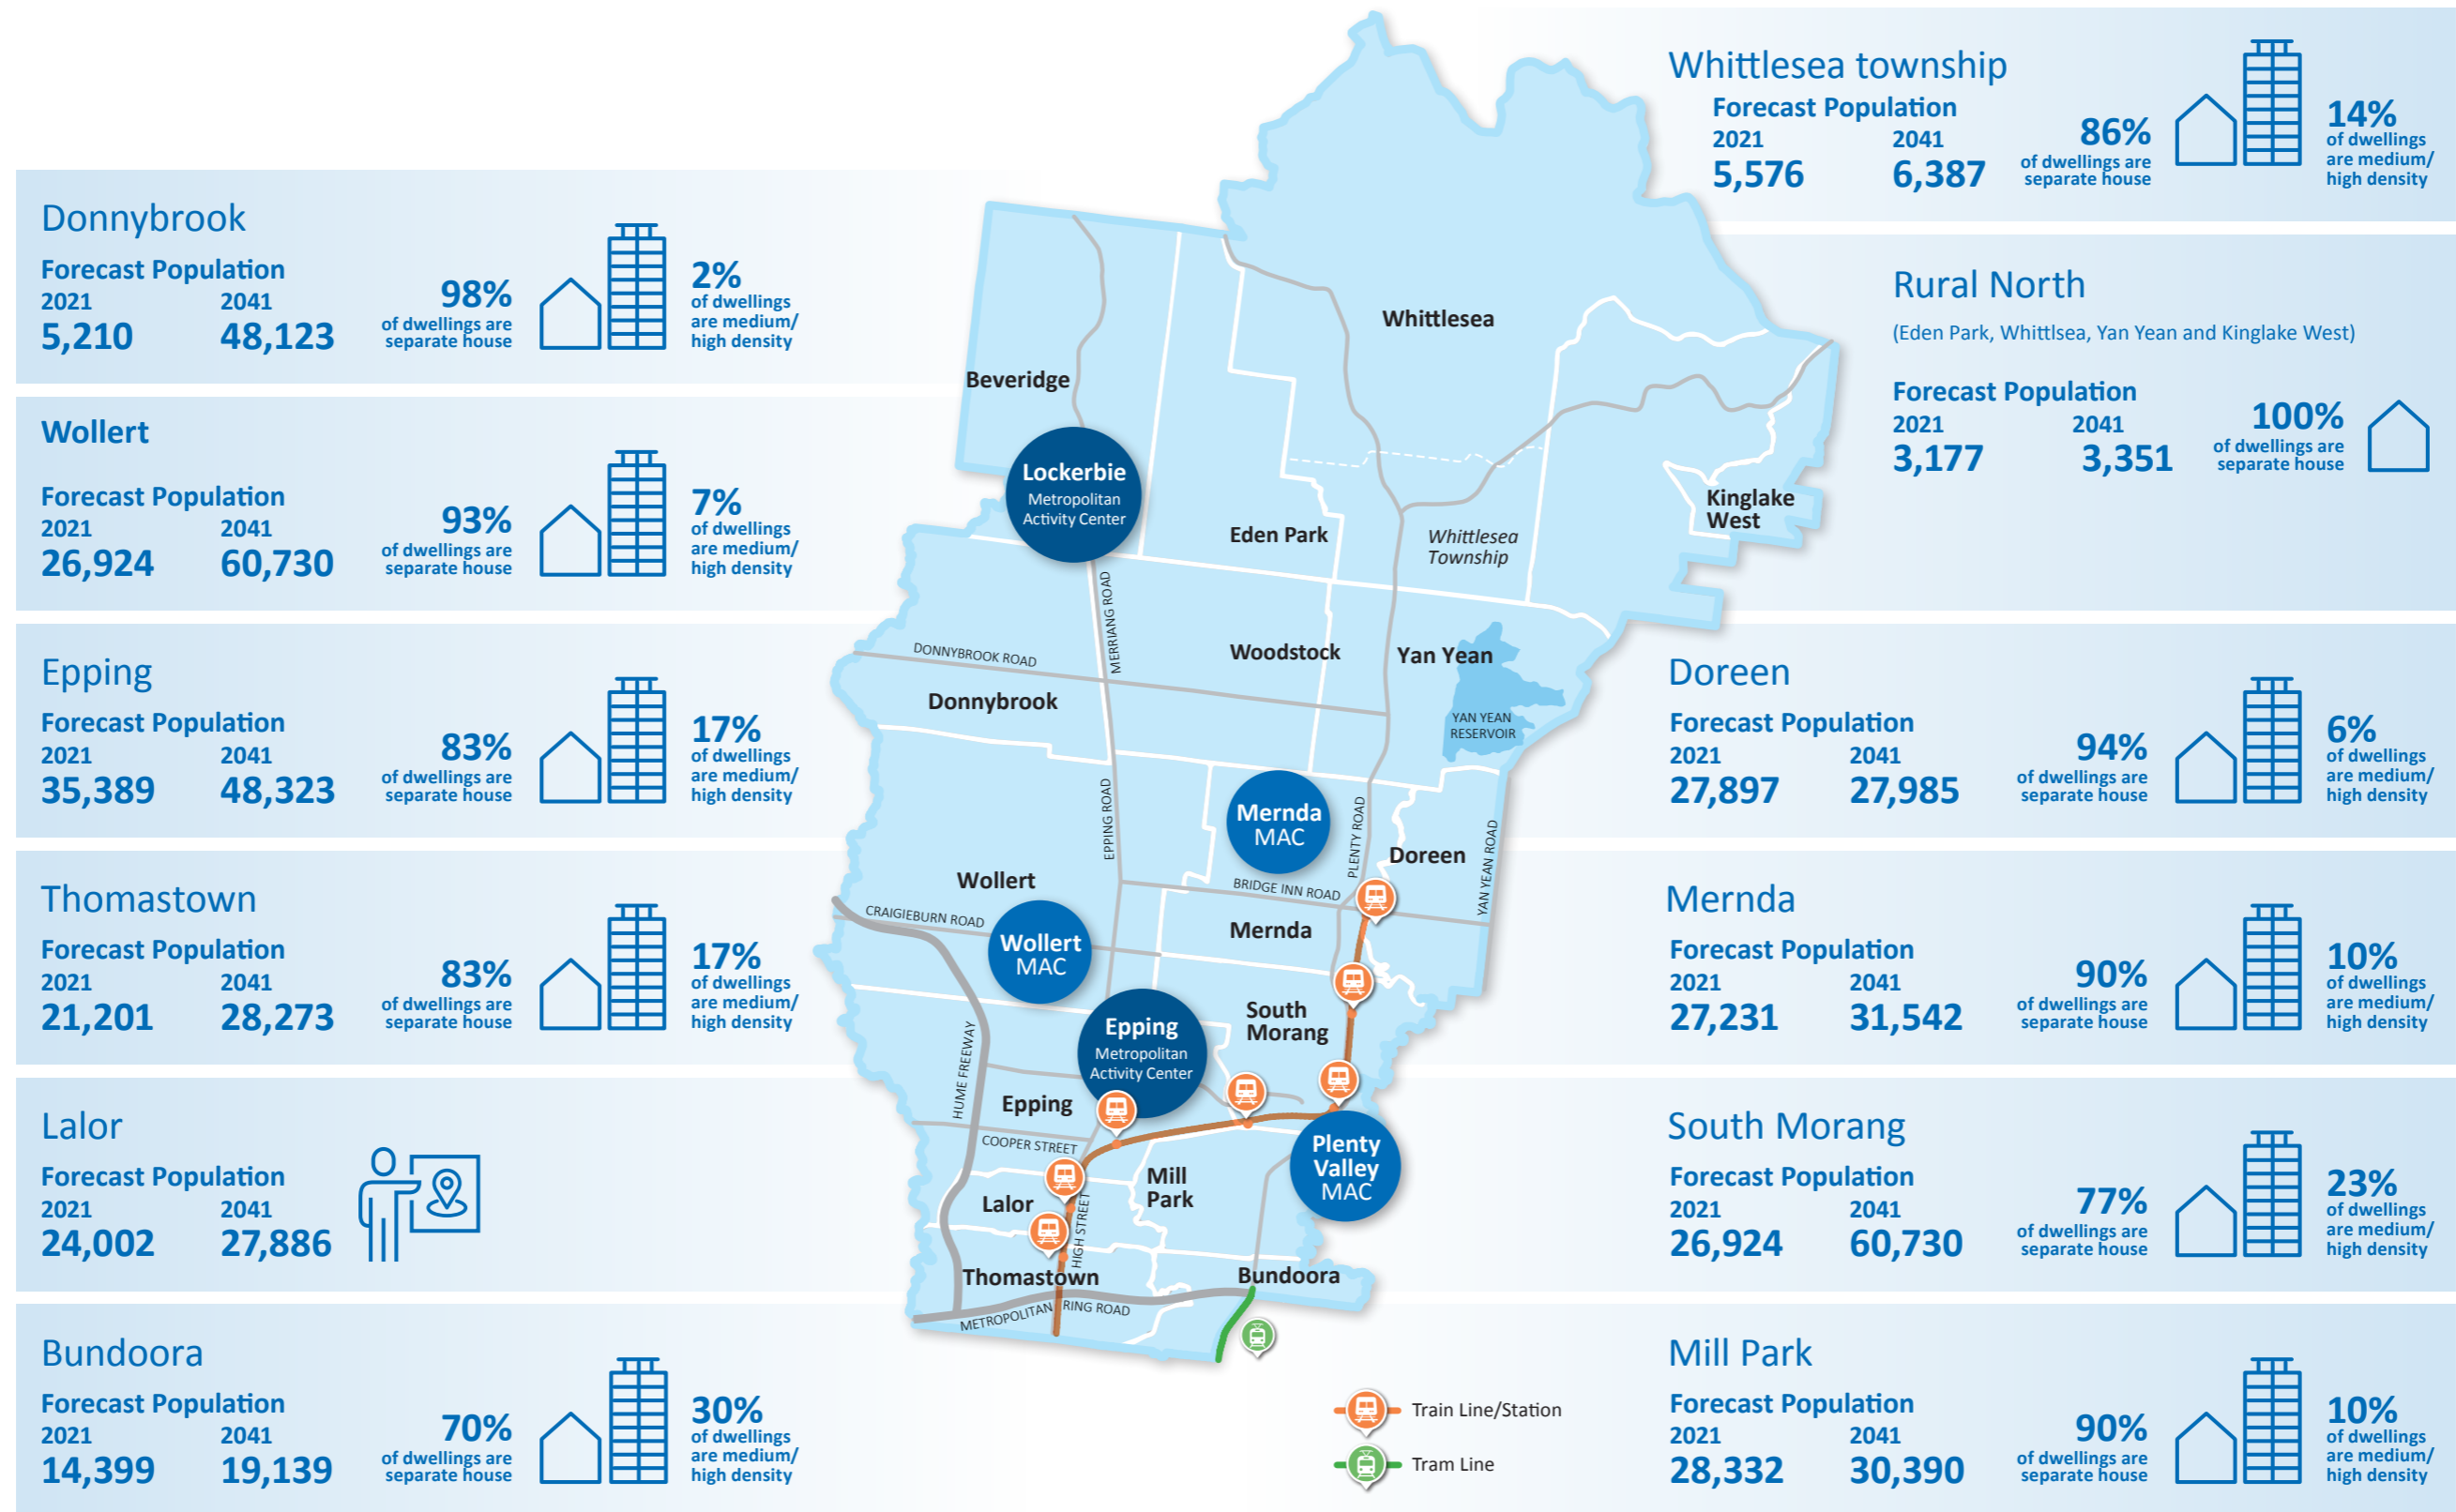 Donnybrook
Forecast Population
2021 2041
5,210 48,123
98%
of dwellings are
separate house
2%
of dwellings
are medium/
high density
Wollert
Forecast Population
2021 2041
26,924 60,730
93%
of dwellings are
separate house
7%
of dwellings
are medium/
high density
Epping
Forecast Population
2021 2041
35,389 48,323
83%
of dwellings are
separate house
17%
of dwellings
are medium/
high density
Thomastown
Forecast Population
2021 2041
21,201 28,273
83%
of dwellings are
separate house
17%
of dwellings
are medium/
high density
Lalor
Forecast Population
2021 2041
24,002 27,886
Bundoora
Forecast Population
2021 2041
14,399 19,139
70%
of dwellings are
separate house
30%
of dwellings
are medium/
high density
Whittlesea
Beveridge
Lockerbie
Metropolitan
Activity Center
Kinglake
West
Eden Park
Whittlesea
Township
MERRIANG ROAD
DONNYBROOK ROAD
Woodstock
Yan Yean
Donnybrook
YAN YEAN
RESERVOIR
EPPING ROAD
Mernda
MAC
PLENTY ROAD
Doreen
YAN YEAN ROAD
Wollert
BRIDGE INN ROAD
CRAIGIEBURN ROAD
Mernda
Wollert
MAC
South
Morang
Epping
Metropolitan
Activity Center
HUME FREEWAY
Epping
COOPER STREET
Plenty
Valley
MAC
Mill
Park
Lalor
HIGH STREET
Thomastown
Bundoora
METROPOLITAN RING ROAD
Train Line/Station
Tram Line
Whittlesea township
Forecast Population
2021 2041
5,576 6,387
86%
of dwellings are
separate house
14%
of dwellings
are medium/
high density
Rural North
(Eden Park, Whittlsea, Yan Yean and Kinglake West)
Forecast Population
2021 2041
3,177 3,351
100%
of dwellings are
separate house
Doreen
Forecast Population
2021 2041
27,897 27,985
94%
of dwellings are
separate house
6%
of dwellings
are medium/
high density
Mernda
Forecast Population
2021 2041
27,231 31,542
90%
of dwellings are
separate house
10%
of dwellings
are medium/
high density
South Morang
Forecast Population
2021 2041
26,924 60,730
77%
of dwellings are
separate house
23%
of dwellings
are medium/
high density
Mill Park
Forecast Population
2021 2041
28,332 30,390
90%
of dwellings are
separate house
10%
of dwellings
are medium/
high density